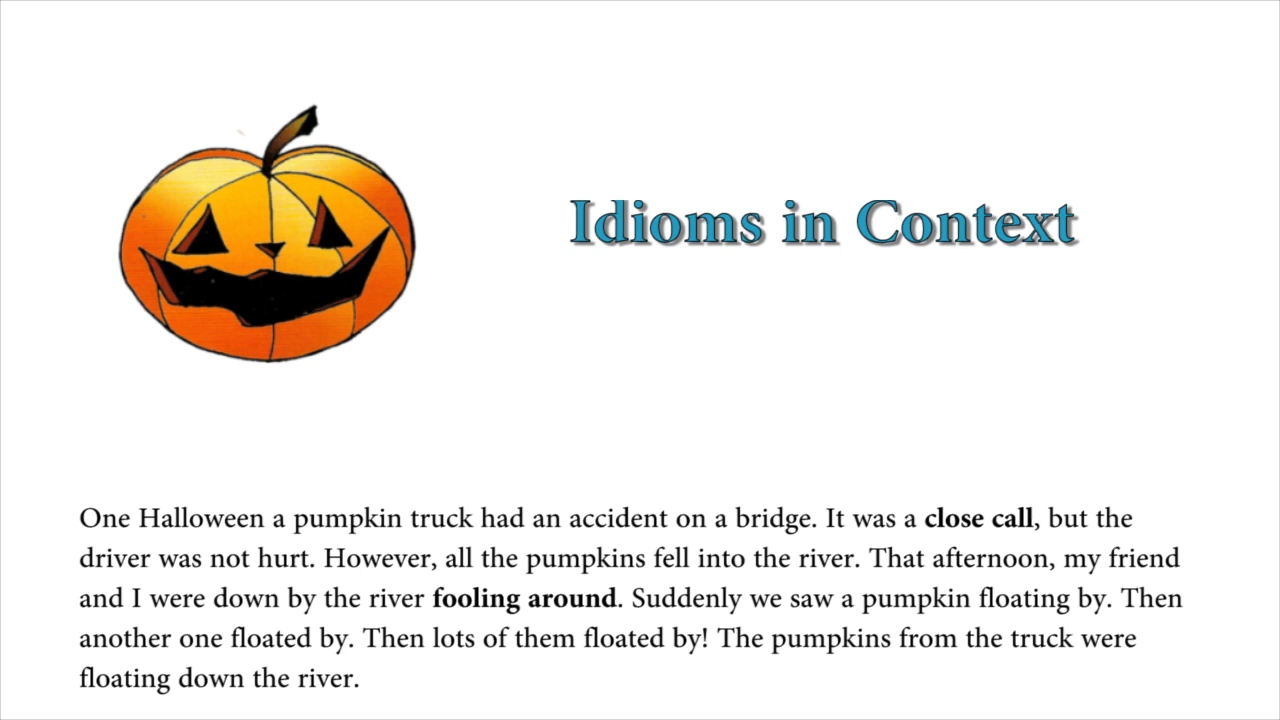 Idioms in Context
One Halloween a pumpkin truck had an accident on a bridge. It was a close call, but the
driver was not hurt. However, all the pumpkins fell into the river. That afternoon, my friend
and I were down by the river fooling around. Suddenly we saw a pumpkin floating by. Then
another one floated by. Then lots of them floated by! The pumpkins from the truck were
floating down the river.